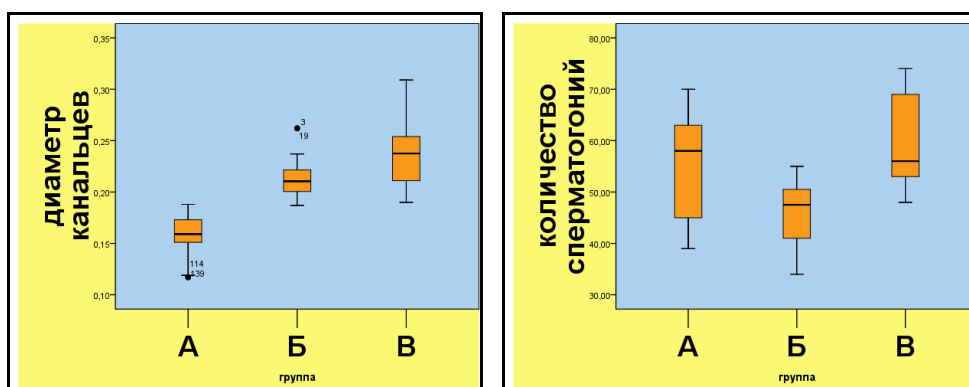 диаметр
канальцев
0,35
0,30
0,25
0,20
0,15
0,10
3
19
114
139
А
Б
В
группа
количество
сперматогоний
80,00
70,00
60,00
50,00
40,00
30,00
А
Б
В
группа